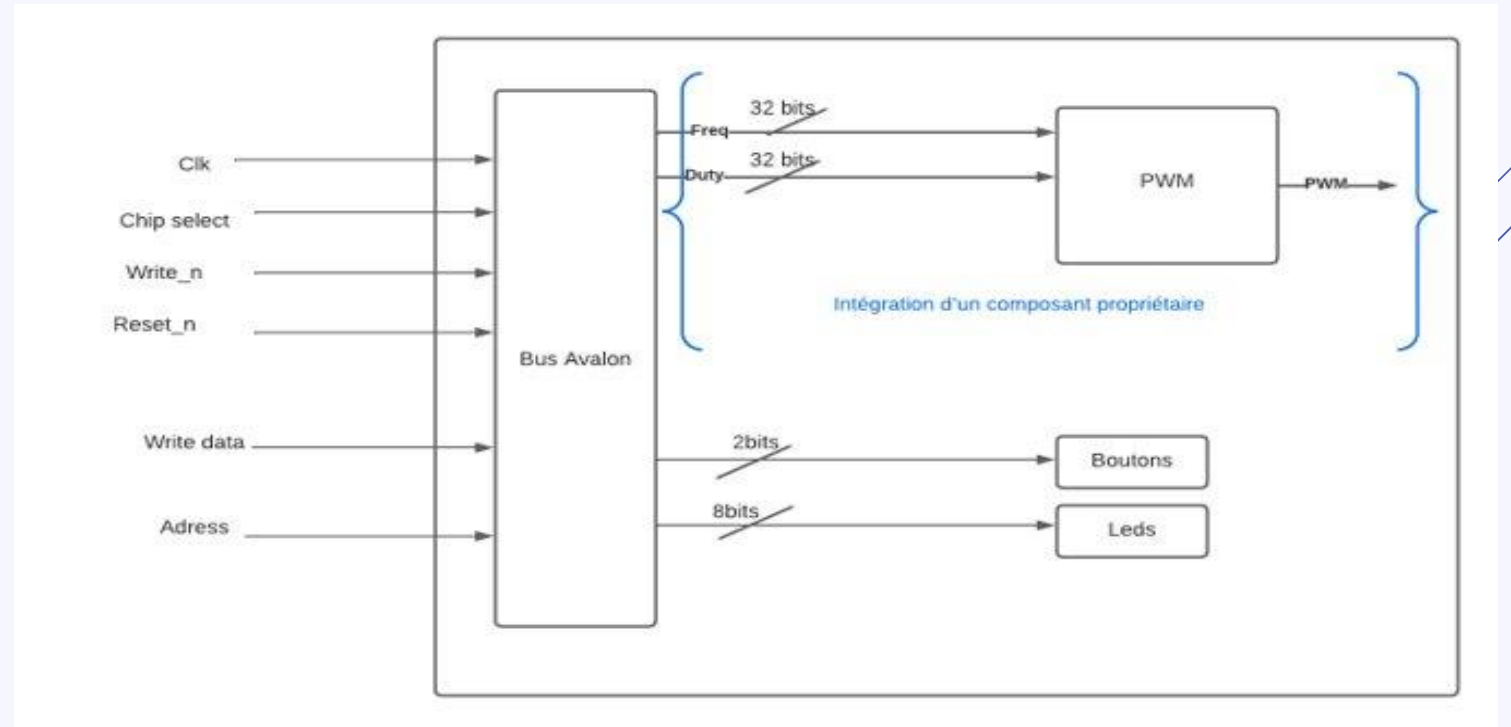 Clk
Chip select
Write_n
Reset_n
Write data
Adress
Bus Avalon
32 bits
Freq
32 bits
Duty
PWM
PWM
Intégration d'un composant propriétaire
2bits
Boutons
8bits
Leds